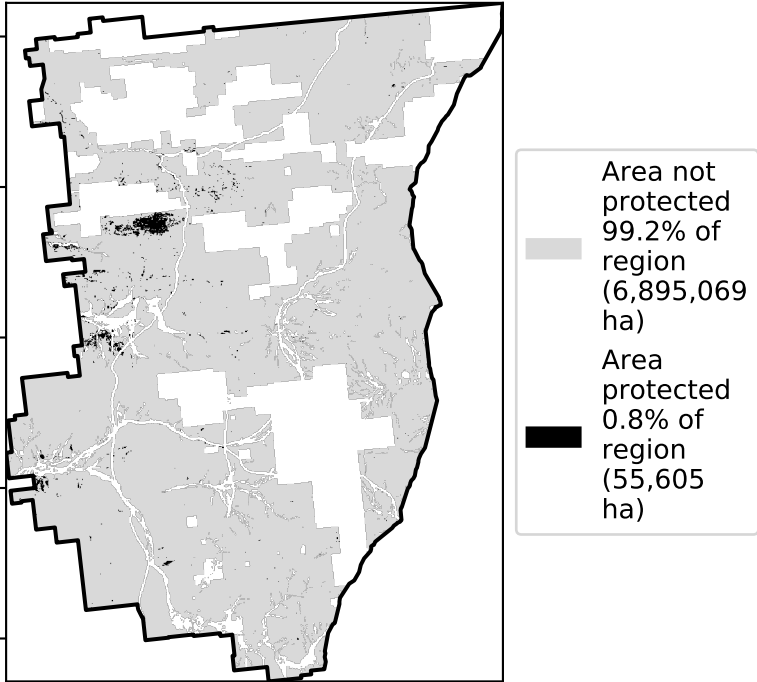 Area not
protected
99.2% of
region
(6,895,069
ha)
Area
protected
0.8% of
region
(55,605
ha)